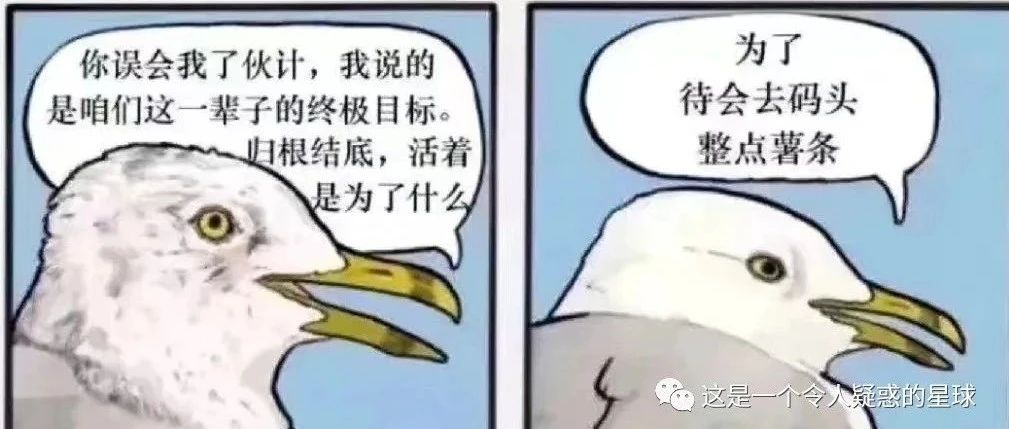 你误会我了伙计，我说的
是咱们这一辈子的终极目标。
归根结底，活着
是为了什么
为了
待会去码头
整点薯条
这是一个令人疑惑的星球